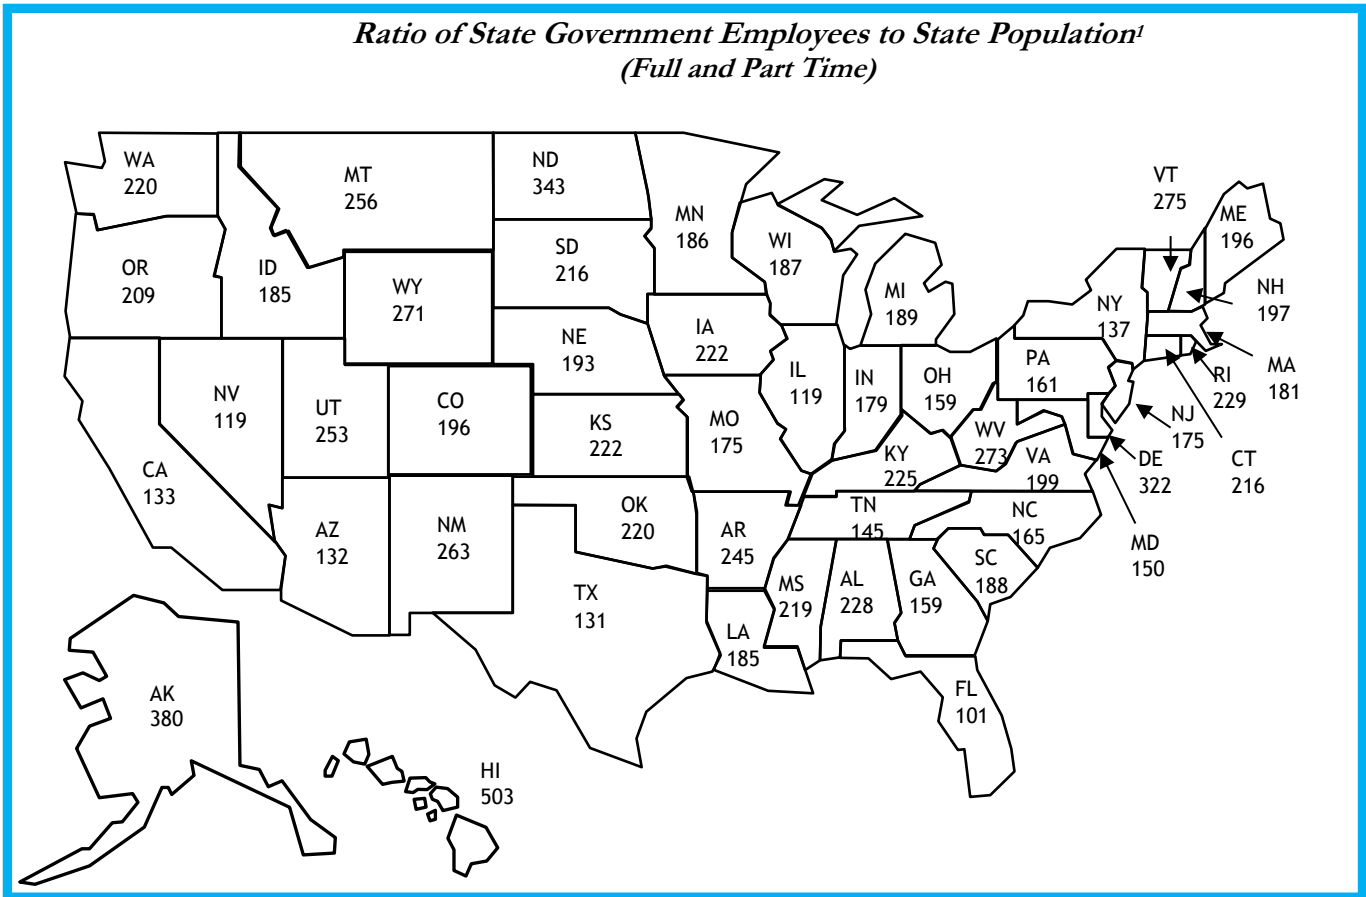 Ratio of State Government Employees to State Population¹
(Full and Part Time)
WA
220
MT
256
ND
343
MN
186
VT
275
ME
196
OR
209
ID
185
WY
271
SD
216
WI
187
MI
189
NY
137
NH
197
NE
193
IA
222
PA
161
MA
181
RI
229
NV
119
UT
253
CO
196
KS
222
MO
175
IL
119
IN
179
OH
159
NJ
175
WV
273
KY
225
VA
199
DE
322
CT
216
CA
133
AZ
132
NM
263
OK
220
AR
245
TN
145
NC
165
MD
150
SC
188
TX
131
MS
219
AL
228
GA
159
LA
185
FL
101
AK
380
HI
503